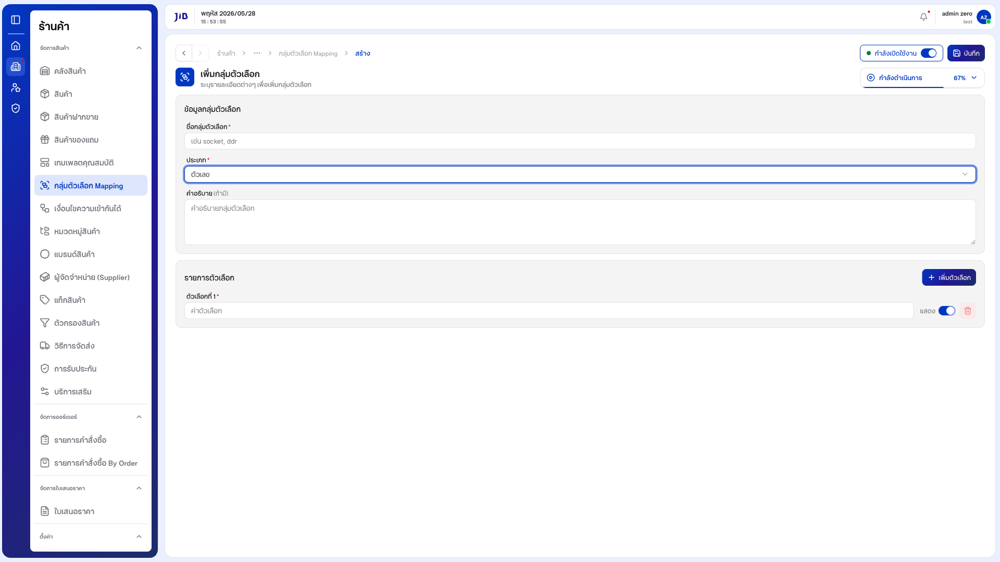 ร้านค้า
จัดการสินค้า
คลังสินค้า
สินค้า
สินค้าฝากขาย
สินค้าของแถม
เทมเพลตคุณสมบัติ
กลุ่มตัวเลือก Mapping
เงื่อนไขความเข้ากันได้
หมวดหมู่สินค้า
แบรนด์สินค้า
ผู้จัดจำหน่าย (Supplier)
แท็กสินค้า
ตัวกรองสินค้า
วิธีการจัดส่ง
การรับประกัน
บริการเสริม
จัดการออร์เดอร์
รายการคำสั่งซื้อ
รายการคำสั่งซื้อ By Order
จัดการใบเสนอราคา
ใบเสนอราคา
ตั้งค่า
JIB
พฤหัส 2026/05/28
15 : 53 : 55
admin zero
test
AZ
ร้านค้า > ••• > กลุ่มตัวเลือก Mapping > สร้าง
กำลังเปิดใช้งาน
บันทึก
เพิ่มกลุ่มตัวเลือก
ระบุรายละเอียดต่างๆ เพื่อเพิ่มกลุ่มตัวเลือก
กำลังดำเนินการ 67%
ข้อมูลกลุ่มตัวเลือก
ชื่อกลุ่มตัวเลือก *
เช่น socket, ddr
ประเภท *
ตัวเลข
คำอธิบาย (ถ้ามี)
คำอธิบายกลุ่มตัวเลือก
รายการตัวเลือก
เพิ่มตัวเลือก
ตัวเลือกที่ 1 *
ค่าตัวเลือก
แสดง